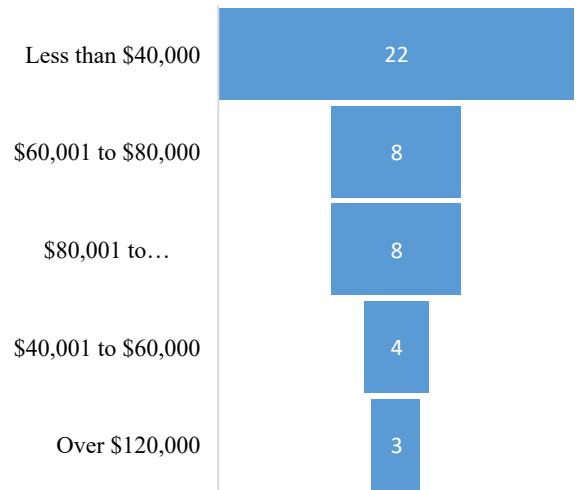 Less than $40,000 22
$60,001 to $80,000 8
$80,001 to… 8
$40,001 to $60,000 4
Over $120,000 3